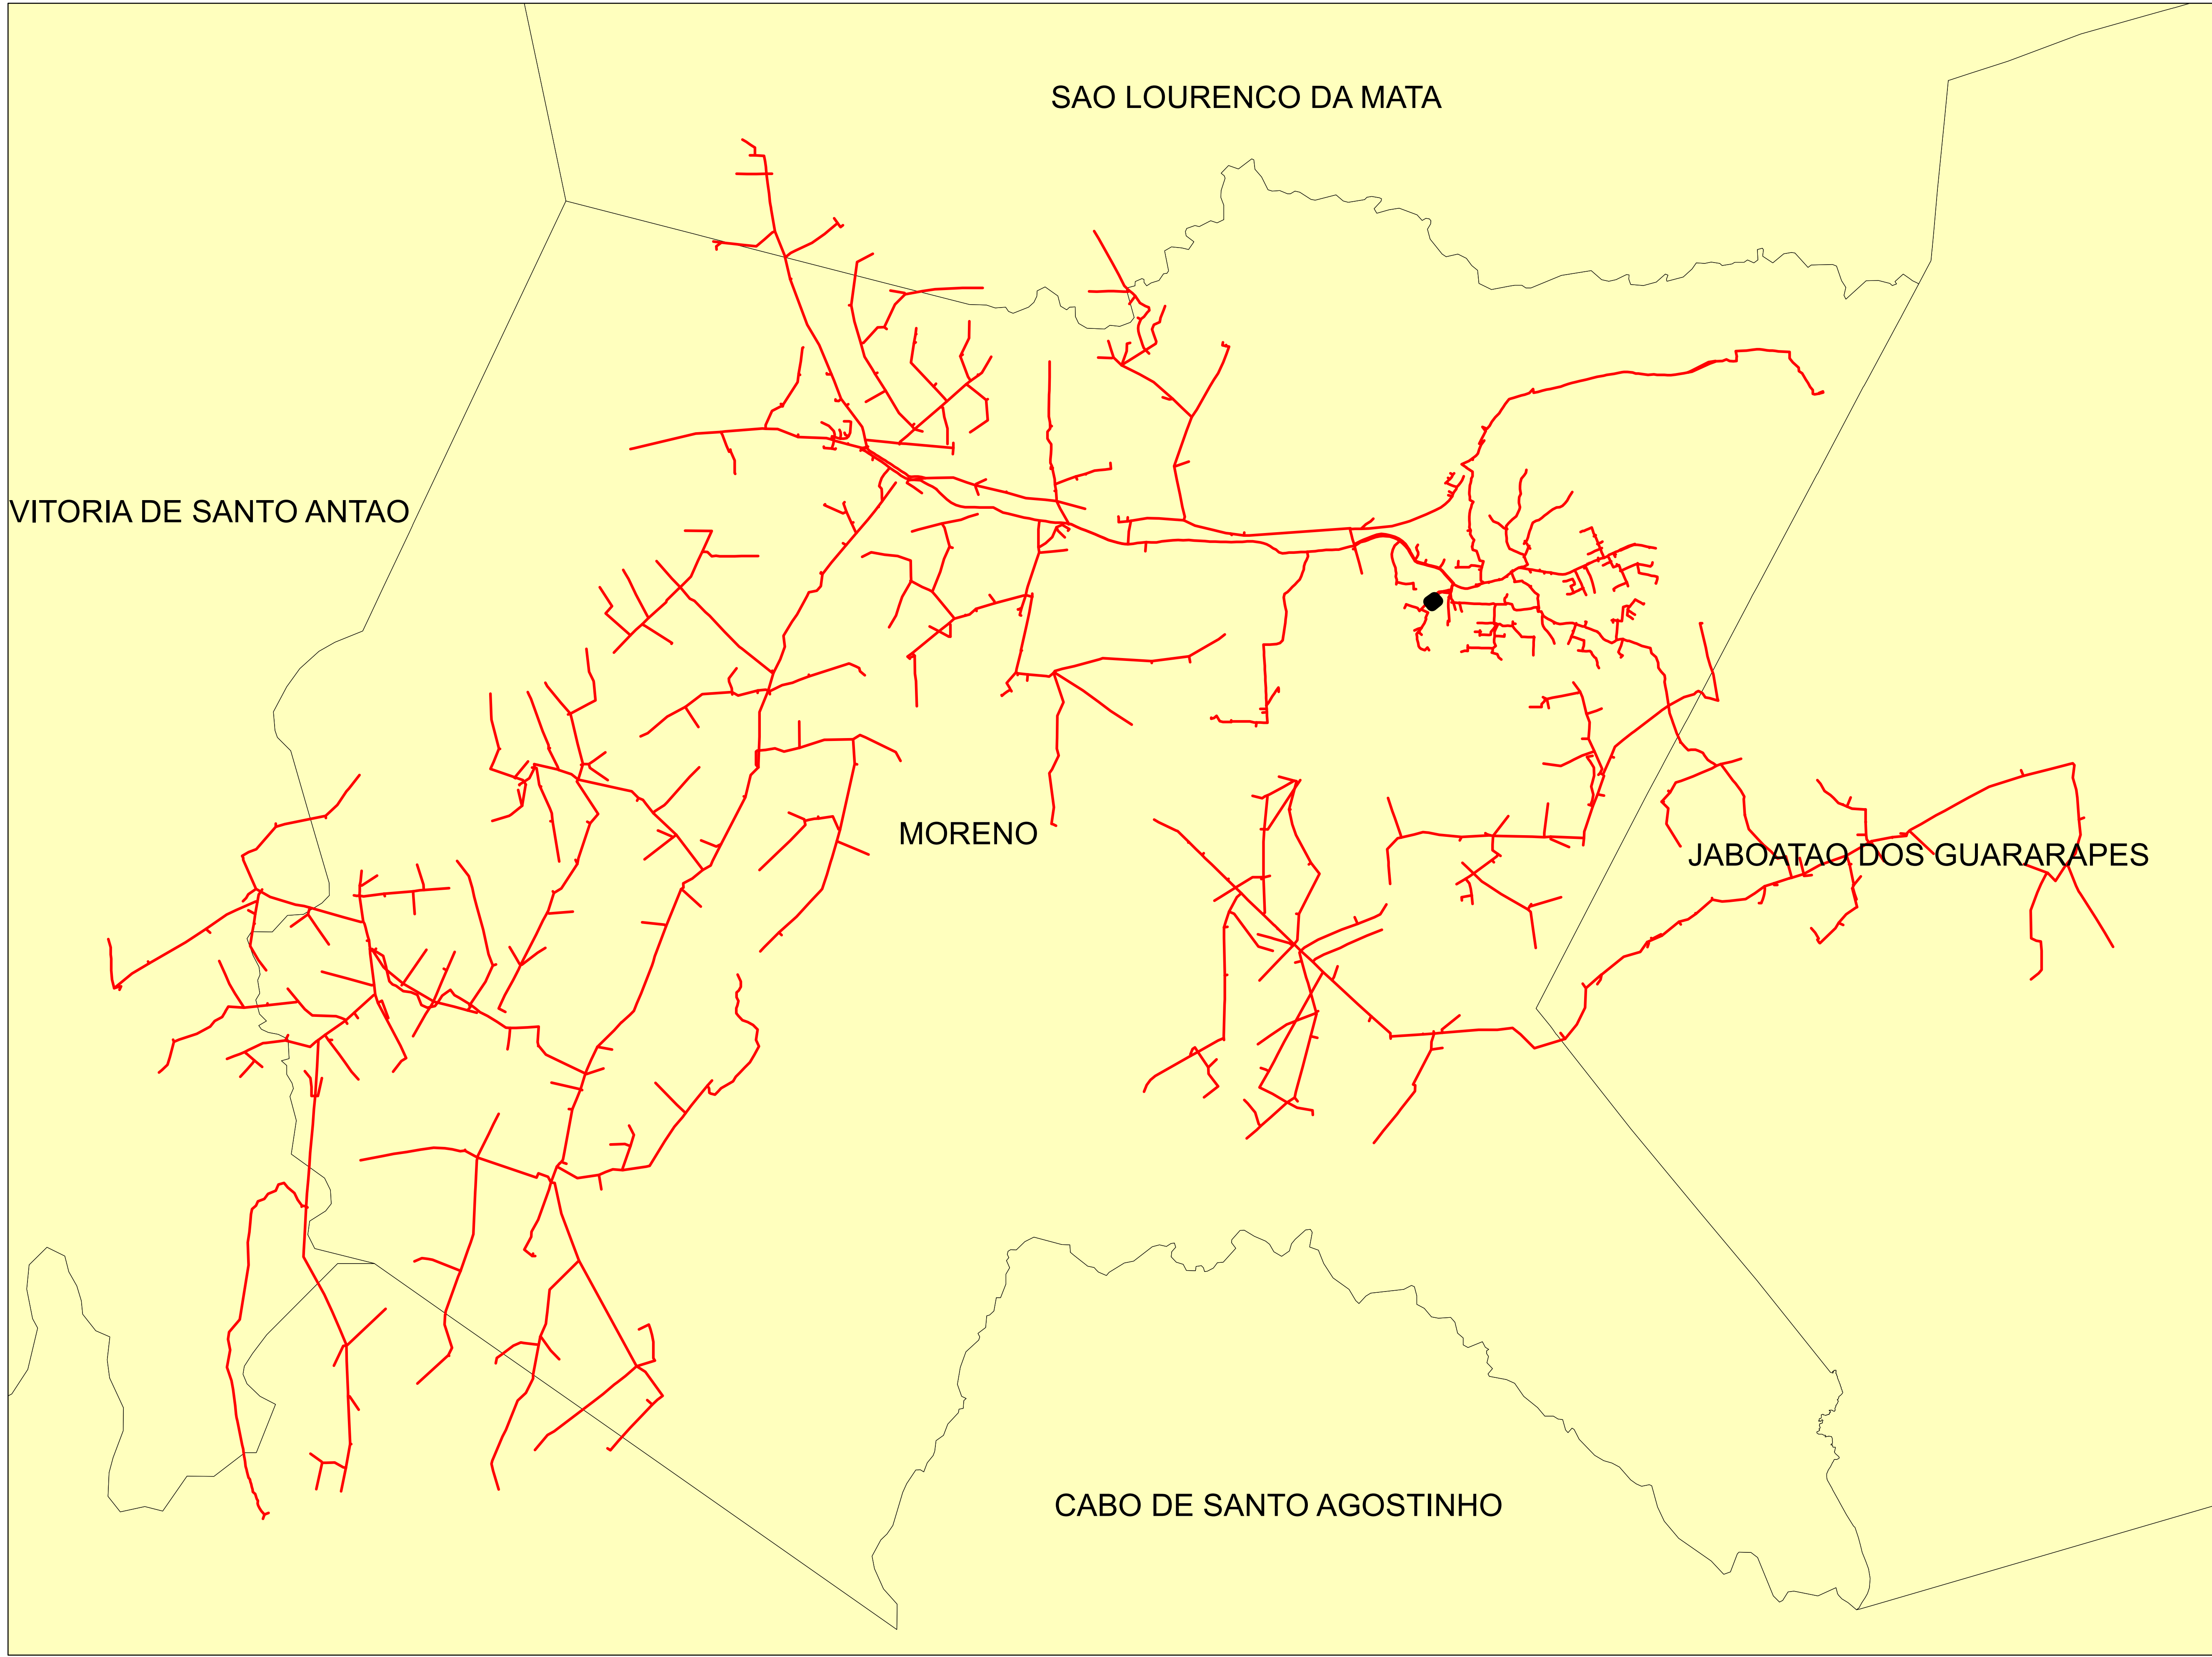 SAO LOURENCO DA MATA
VITORIA DE SANTO ANTAO
MORENO
JABOATAO DOS GUARARAPES
CABO DE SANTO AGOSTINHO